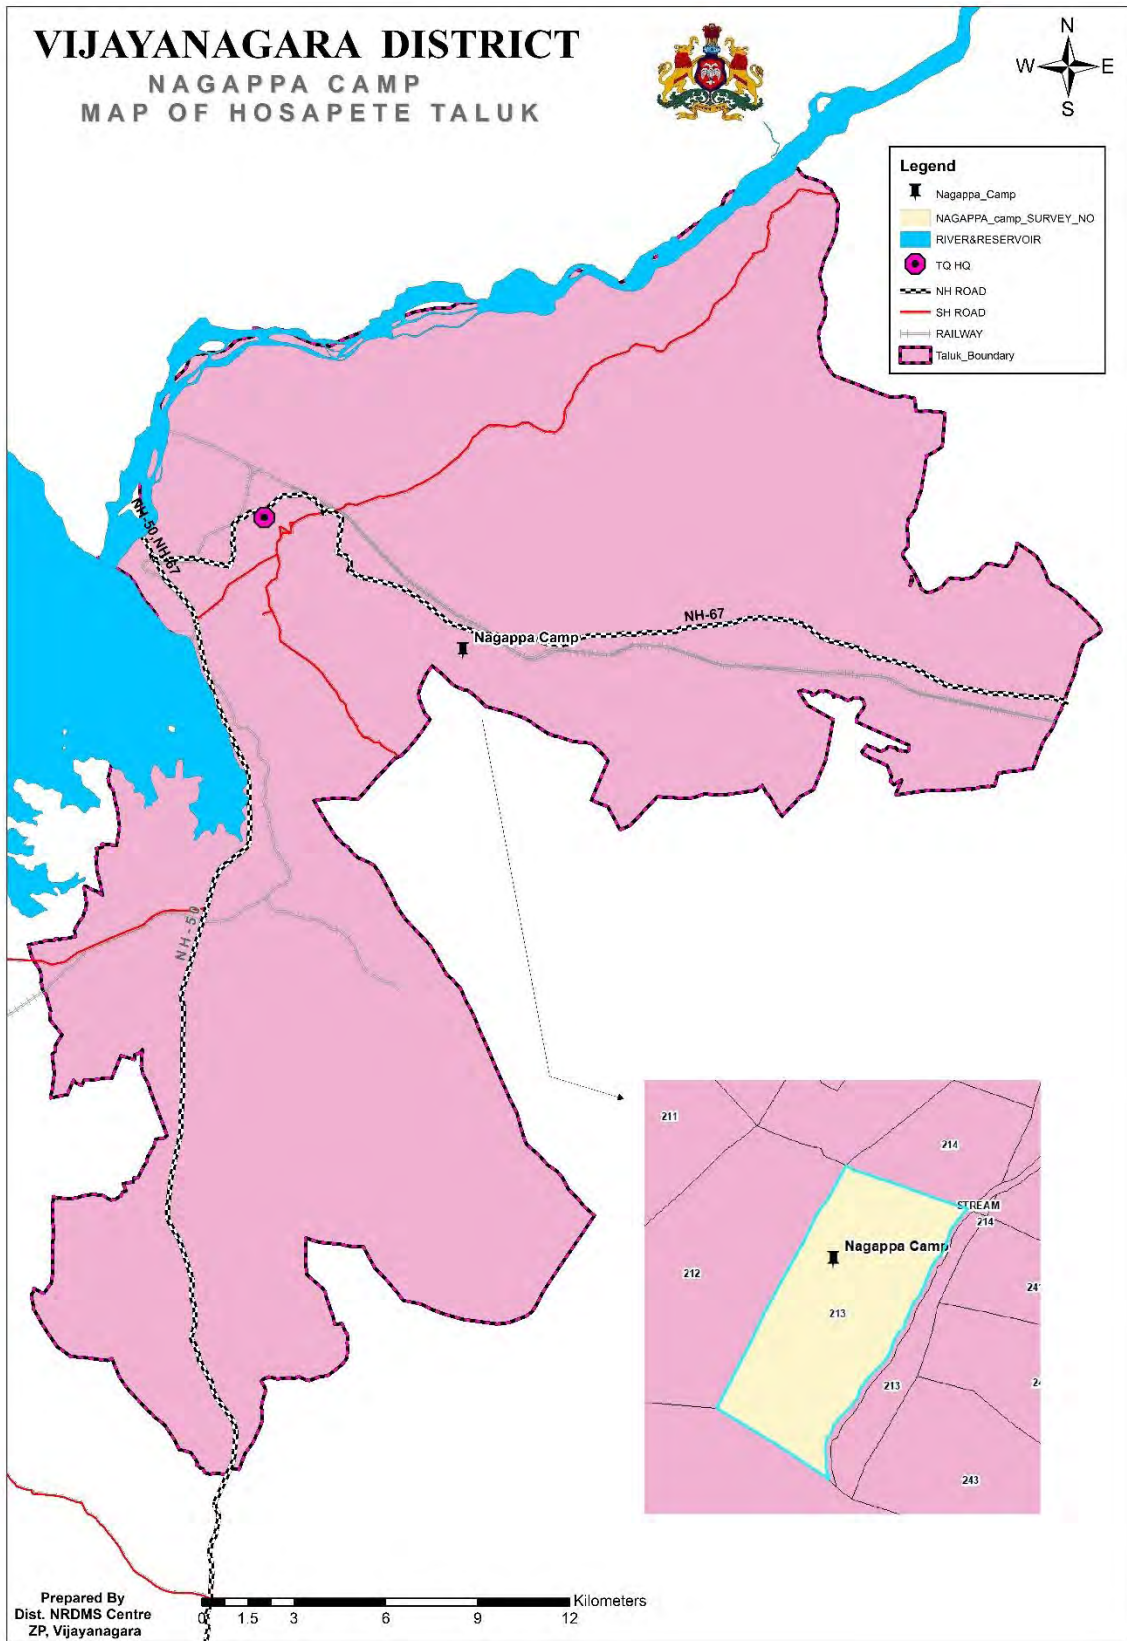 VIJAYANAGARA DISTRICT
NAGAPPA CAMP
MAP OF HOSAPETE TALUK
N
W E
S
Legend
Nagappa_Camp
NAGAPPA_camp_SURVEY_NO
RIVER&RESERVOIR
TQ HQ
NH ROAD
SH ROAD
RAILWAY
Taluk_Boundary
NH-50 NH-67
NH-67
Nagappa Camp
NH-50
211
214
STREAM
214
Nagappa Camp
212
241
213
213
243
Prepared By
Dist. NRDMS Centre
ZP, Vijayanagara
Kilometers
0 1.5 3 6 9 12